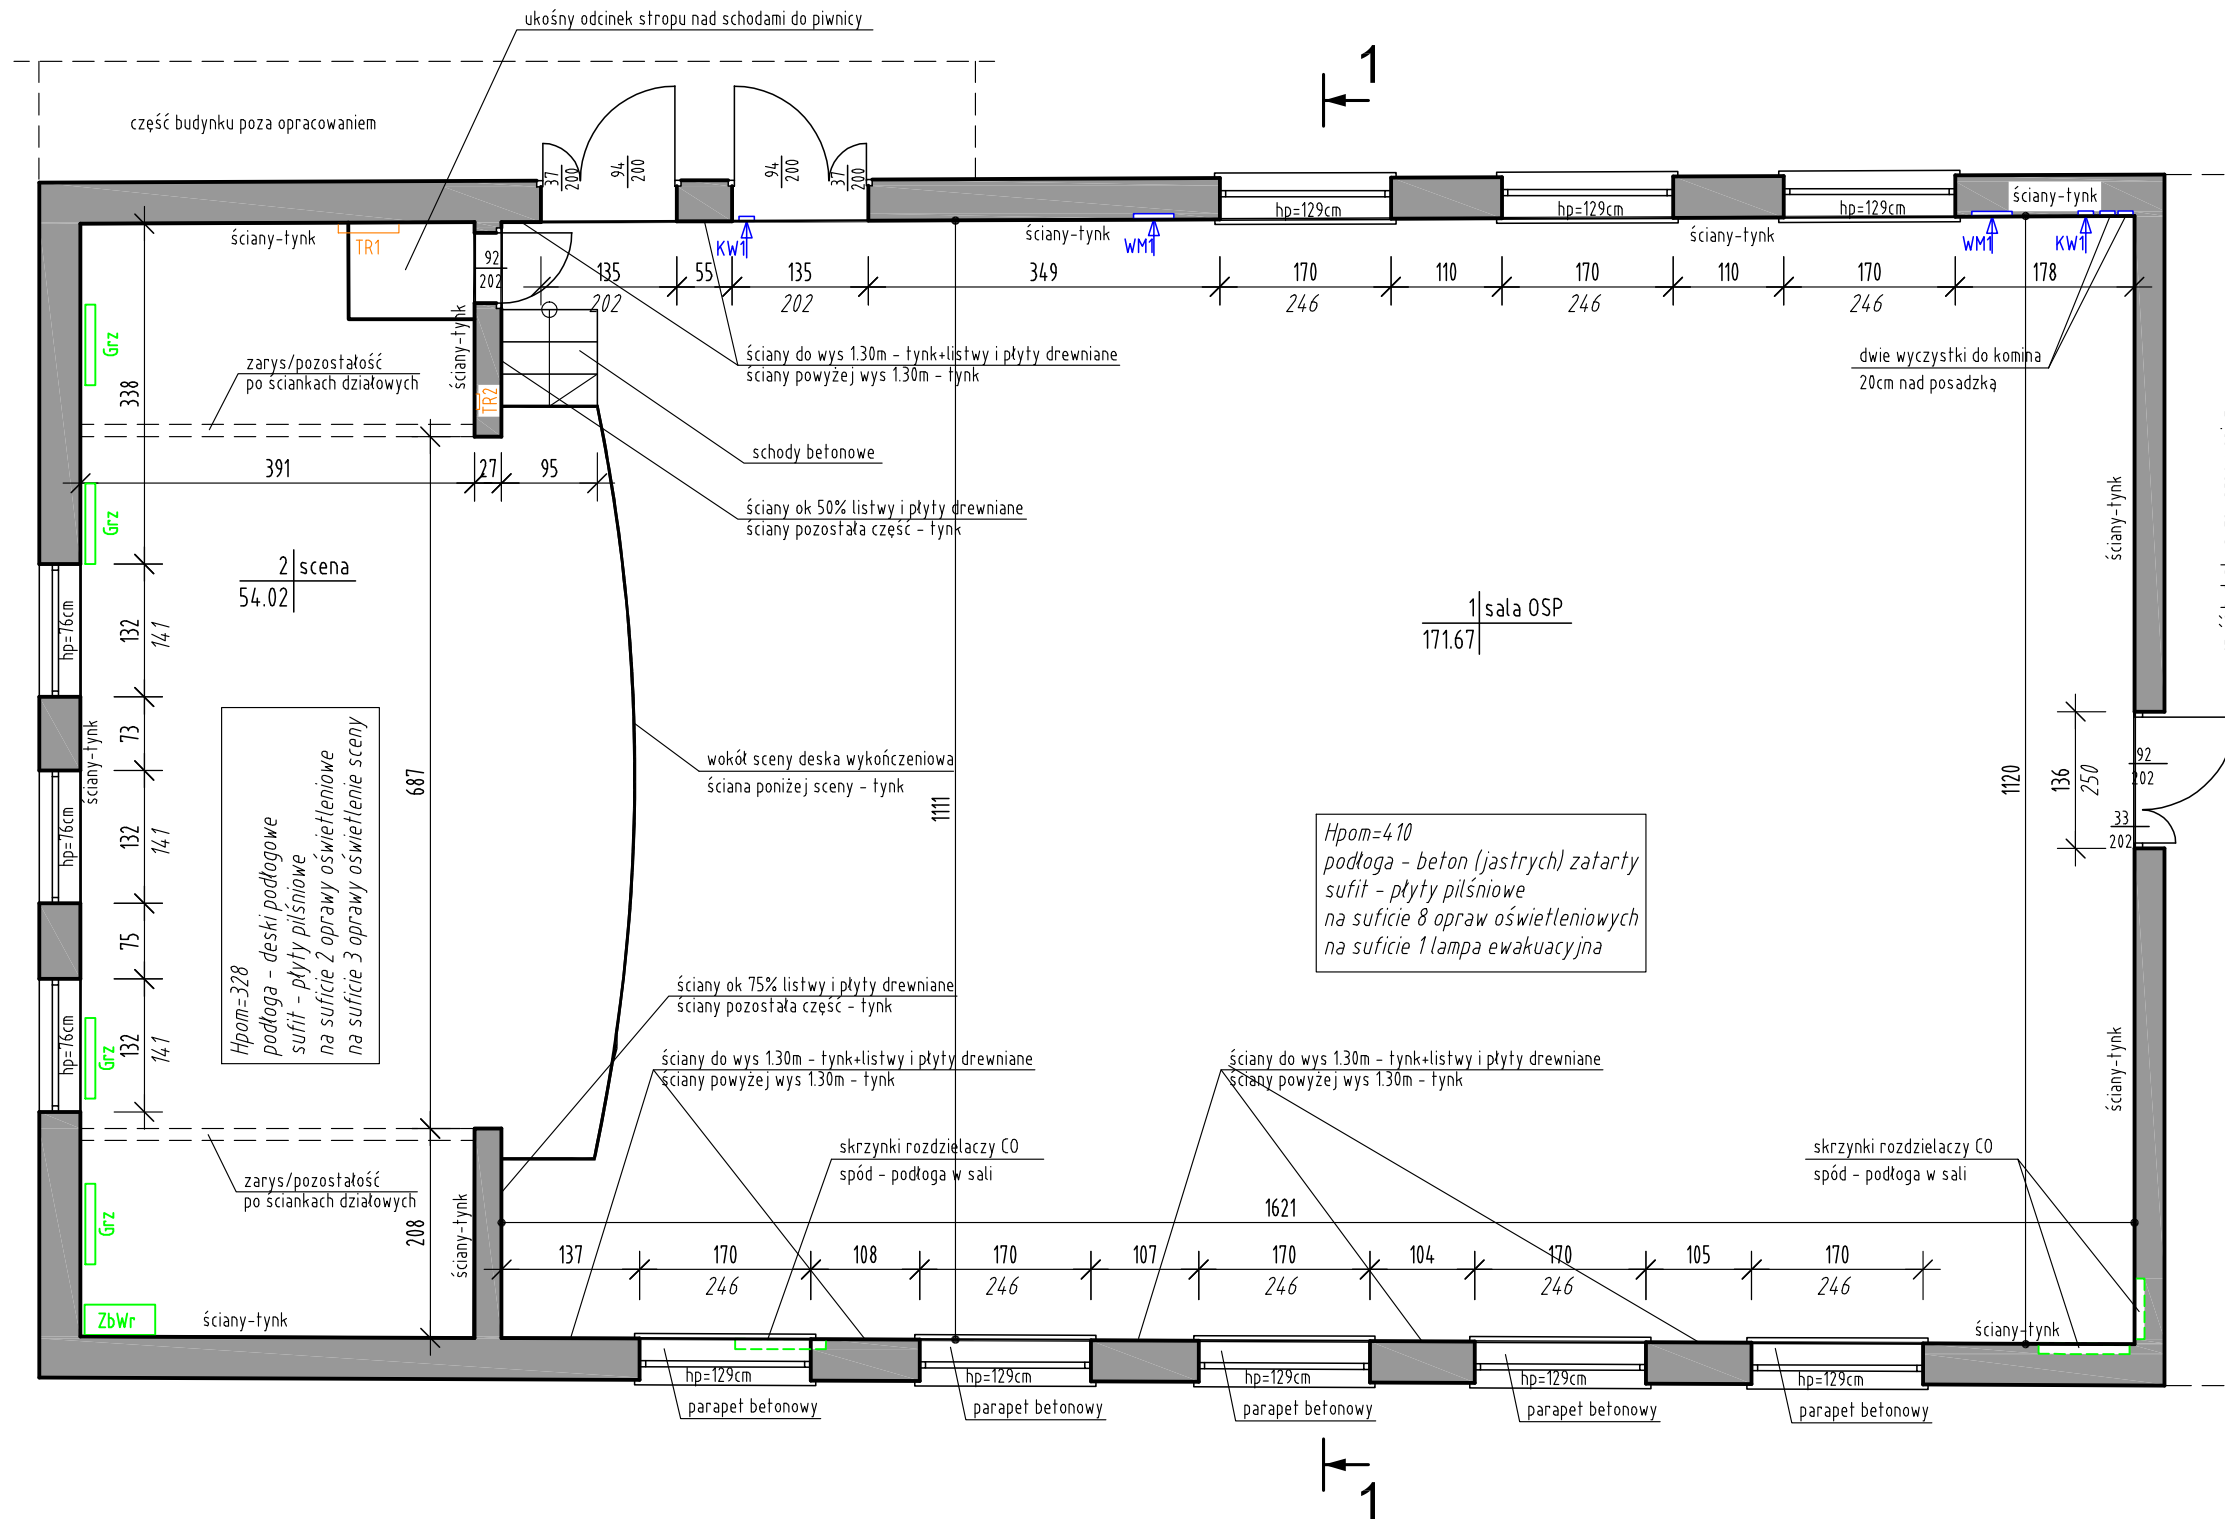 ukośny odcinek stropu nad schodami do piwnicy
1
część budynku poza opracowaniem
37
200
94
200
94
200
37
200
hp=129cm
hp=129cm
hp=129cm
ściany-tynk
ściany-tynk
TR1
KW1
ściany-tynk
WM1
ściany-tynk
WM1
KW1
92
202
135
202
55
135
202
349
170
246
110
170
246
110
170
246
178
Grz
338
zarys/pozostałość
po ściankach działowych
ściany-tynk
TR2
ściany do wys 1.30m - tynk+listwy i płyty drewniane
ściany powyżej wys 1.30m - tynk
dwie wyczystki do komina
20cm nad posadzką
schody betonowe
391
27
95
Grz
ściany ok 50% listwy i płyty drewniane
ściany pozostała część - tynk
ściany-tynk
2 scena
54.02
1 sala OSP
171.67
hp=76cm
132
141
73
ściany-tynk
hp=76cm
132
141
75
hp=76cm
132
141
Grz
687
wokół sceny deska wykończeniowa
ściana poniżej sceny - tynk
1111
1120
136
250
92
202
33
202
Hpom=328
podłoga - deski podłogowe
sufit - płyty pilśniowe
na suficie 2 oprawy oświetleniowe
na suficie 3 oprawy oświetlenie sceny
Hpom=410
podłoga - beton (jastrych) zatarty
sufit - płyty pilśniowe
na suficie 8 opraw oświetleniowych
na suficie 1 lampa ewakuacyjna
ściany ok 75% listwy i płyty drewniane
ściany pozostała część - tynk
ściany do wys 1.30m - tynk+listwy i płyty drewniane
ściany powyżej wys 1.30m - tynk
ściany do wys 1.30m - tynk+listwy i płyty drewniane
ściany powyżej wys 1.30m - tynk
ściany-tynk
skrzynki rozdzielaczy CO
spód - podłoga w sali
skrzynki rozdzielaczy CO
spód - podłoga w sali
zarys/pozostałość
po ściankach działowych
Grz
208
ściany-tynk
1621
137
170
246
108
170
246
107
170
246
104
170
246
105
170
246
ZbWr
ściany-tynk
ściany-tynk
hp=129cm
hp=129cm
hp=129cm
hp=129cm
hp=129cm
parapet betonowy
parapet betonowy
parapet betonowy
parapet betonowy
parapet betonowy
1